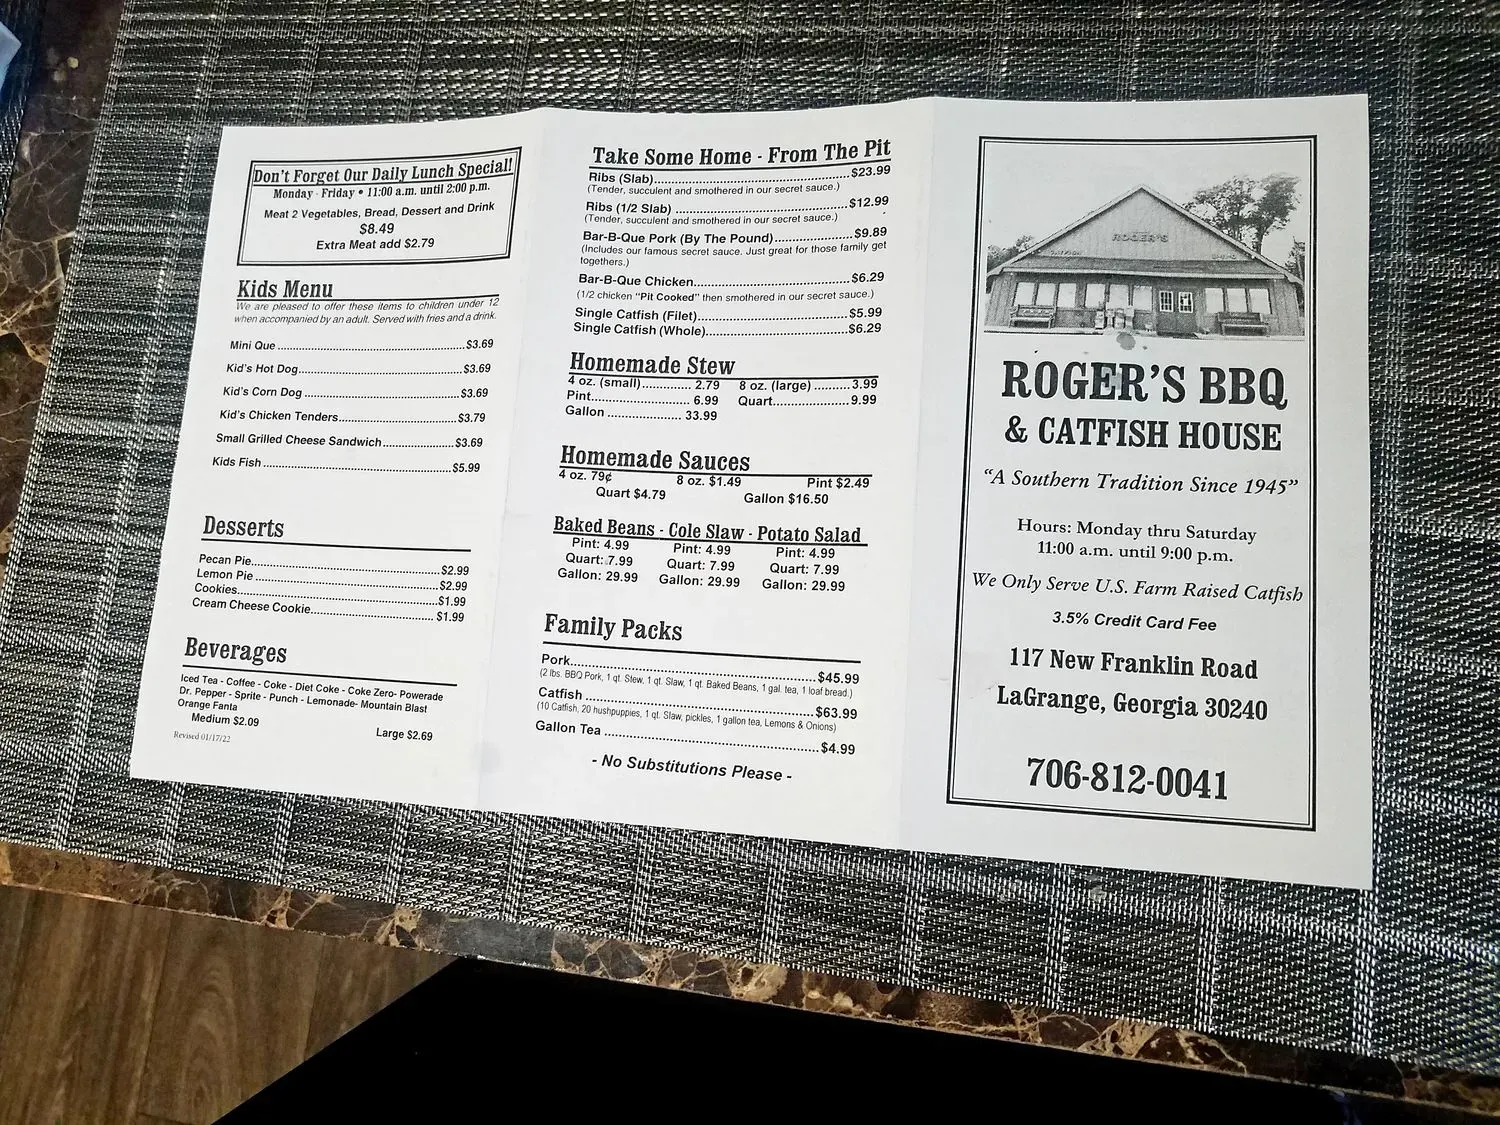 Don't Forget Our Daily Lunch Special!
Monday - Friday • 11:00 a.m. until 2:00 p.m.
Meat 2 Vegetables, Bread, Dessert and Drink
$8.49
Extra Meat add $2.79
Kids Menu
We are pleased to offer these items to children under 12
when accompanied by an adult. Served with fries and a drink.
Mini Que ........ $3.69
Kid's Hot Dog........ $3.69
Kid's Corn Dog ........ $3.69
Kid's Chicken Tenders........ $3.79
Small Grilled Cheese Sandwich........ $3.69
Kids Fish ........ $5.99
Desserts
Pecan Pie........ $2.99
Lemon Pie ........ $2.99
Cookies........ $1.99
Cream Cheese Cookie........ $1.99
Beverages
Iced Tea - Coffee - Coke - Diet Coke - Coke Zero- Powerade
Dr. Pepper - Sprite - Punch - Lemonade- Mountain Blast
Orange Fanta
Medium $2.09 Large $2.69
Revised 01/17/22
Take Some Home - From The Pit
Ribs (Slab)........ $23.99
(Tender, succulent and smothered in our secret sauce.)
Ribs (1/2 Slab) ........ $12.99
(Tender, succulent and smothered in our secret sauce.)
Bar-B-Que Pork (By The Pound)........ $9.89
(Includes our famous secret sauce. Just great for those family get
togethers.)
Bar-B-Que Chicken........ $6.29
(1/2 chicken "Pit Cooked" then smothered in our secret sauce.)
Single Catfish (Filet)........ $5.99
Single Catfish (Whole)........ $6.29
Homemade Stew
4 oz. (small)........ 2.79 8 oz. (large) ........ 3.99
Pint........ 6.99 Quart........ 9.99
Gallon ........ 33.99
Homemade Sauces
4 oz. 79¢ 8 oz. $1.49 Pint $2.49
Quart $4.79 Gallon $16.50
Baked Beans - Cole Slaw - Potato Salad
Pint: 4.99 Pint: 4.99 Pint: 4.99
Quart: 7.99 Quart: 7.99 Quart: 7.99
Gallon: 29.99 Gallon: 29.99 Gallon: 29.99
Family Packs
Pork........ $45.99
(2 lbs. BBQ Pork, 1 qt. Stew, 1 qt. Slaw, 1 qt. Baked Beans, 1 gal. tea, 1 loaf bread.)
Catfish ........ $63.99
(10 Catfish, 20 hushpuppies, 1 qt. Slaw, pickles, 1 gallon tea, Lemons & Onions)
Gallon Tea ........ $4.99
- No Substitutions Please -
ROGER'S
ROGER'S BBQ
& CATFISH HOUSE
"A Southern Tradition Since 1945"
Hours: Monday thru Saturday
11:00 a.m. until 9:00 p.m.
We Only Serve U.S. Farm Raised Catfish
3.5% Credit Card Fee
117 New Franklin Road
LaGrange, Georgia 30240
706-812-0041